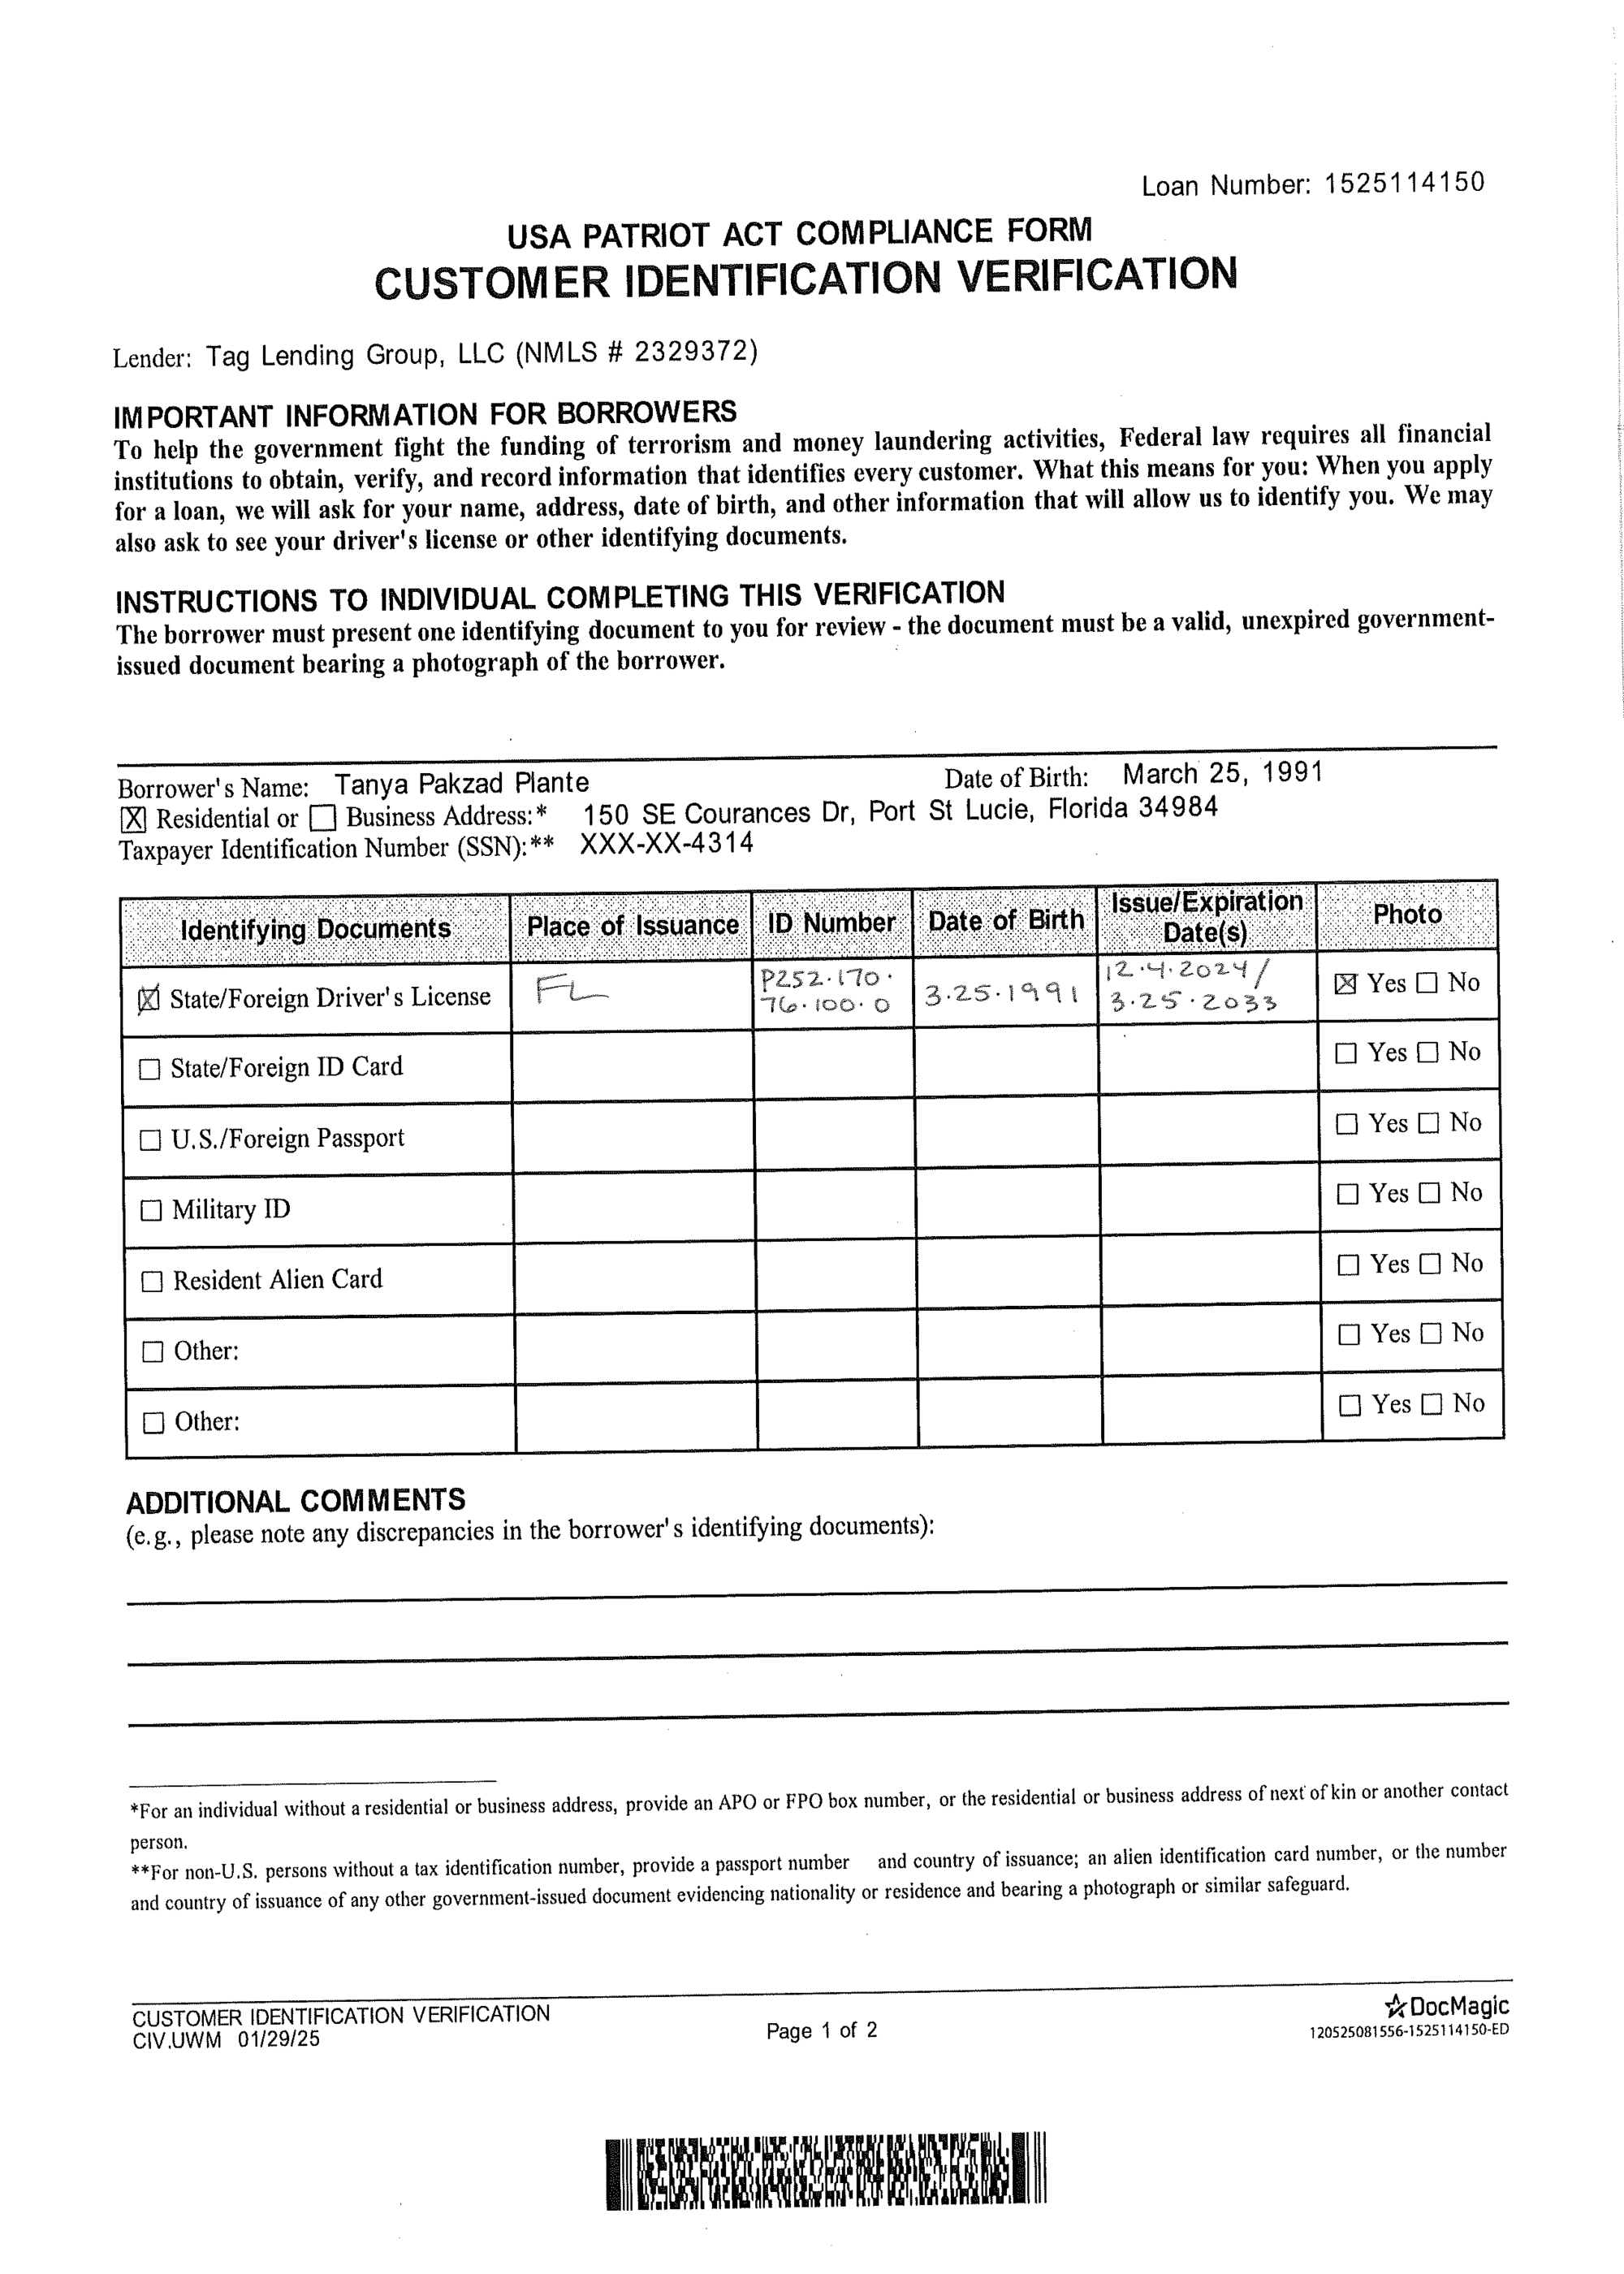 Loan Number: 1525114150
USA PATRIOT ACT COMPLIANCE FORM
CUSTOMER IDENTIFICATION VERIFICATION
Lender: Tag Lending Group, LLC (NMLS # 2329372)
IMPORTANT INFORMATION FOR BORROWERS
To help the government fight the funding of terrorism and money laundering activities, Federal law requires all financial
institutions to obtain, verify, and record information that identifies every customer. What this means for you: When you apply
for a loan, we will ask for your name, address, date of birth, and other information that will allow us to identify you. We may
also ask to see your driver's license or other identifying documents.
INSTRUCTIONS TO INDIVIDUAL COMPLETING THIS VERIFICATION
The borrower must present one identifying document to you for review - the document must be a valid, unexpired government-
issued document bearing a photograph of the borrower.
Borrower's Name: Tanya Pakzad Plante Date of Birth: March 25, 1991
☒ Residential or ☐ Business Address:* 150 SE Courances Dr, Port St Lucie, Florida 34984
Taxpayer Identification Number (SSN):** XXX-XX-4314
Identifying Documents Place of Issuance ID Number Date of Birth Issue/Expiration Date(s) Photo
☒ State/Foreign Driver's License FL P252.170.76.100.0 3.25.1991 12.4.2024/3.25.2033 ☒ Yes ☐ No
☐ State/Foreign ID Card ☐ Yes ☐ No
☐ U.S./Foreign Passport ☐ Yes ☐ No
☐ Military ID ☐ Yes ☐ No
☐ Resident Alien Card ☐ Yes ☐ No
☐ Other: ☐ Yes ☐ No
☐ Other: ☐ Yes ☐ No
ADDITIONAL COMMENTS
(e.g., please note any discrepancies in the borrower's identifying documents):
*For an individual without a residential or business address, provide an APO or FPO box number, or the residential or business address of next of kin or another contact
person.
**For non-U.S. persons without a tax identification number, provide a passport number and country of issuance; an alien identification card number, or the number
and country of issuance of any other government-issued document evidencing nationality or residence and bearing a photograph or similar safeguard.
CUSTOMER IDENTIFICATION VERIFICATION
CIV.UWM 01/29/25
Page 1 of 2
DocMagic
120525081556-1525114150-ED